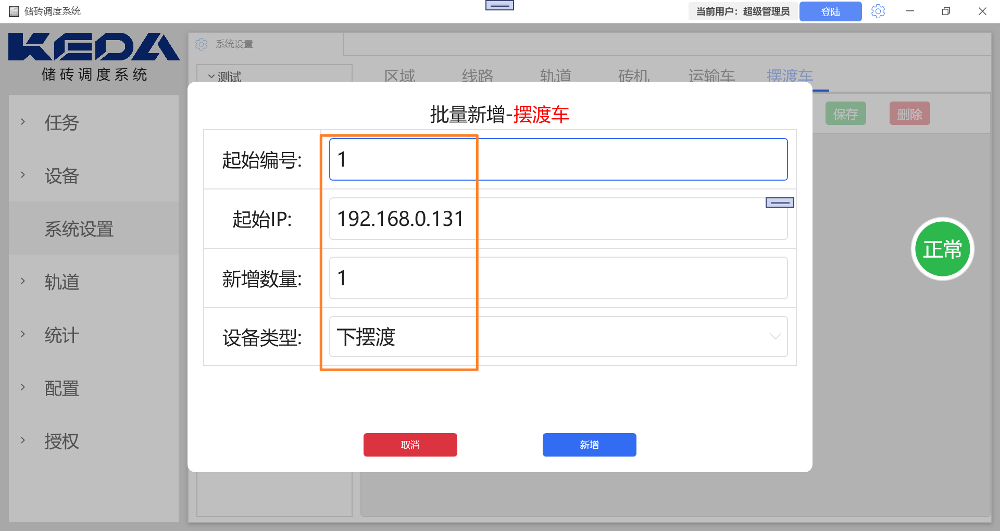 储砖调度系统
当前用户：超级管理员
登陆
KEDA
储砖调度系统
任务
设备
系统设置
轨道
统计
配置
授权
系统设置
测试
区域 线路 轨道 砖机 运输车 摆渡车
保存 删除
批量新增-摆渡车
起始编号: 1
起始IP: 192.168.0.131
新增数量: 1
设备类型: 下摆渡
取消 新增
正常